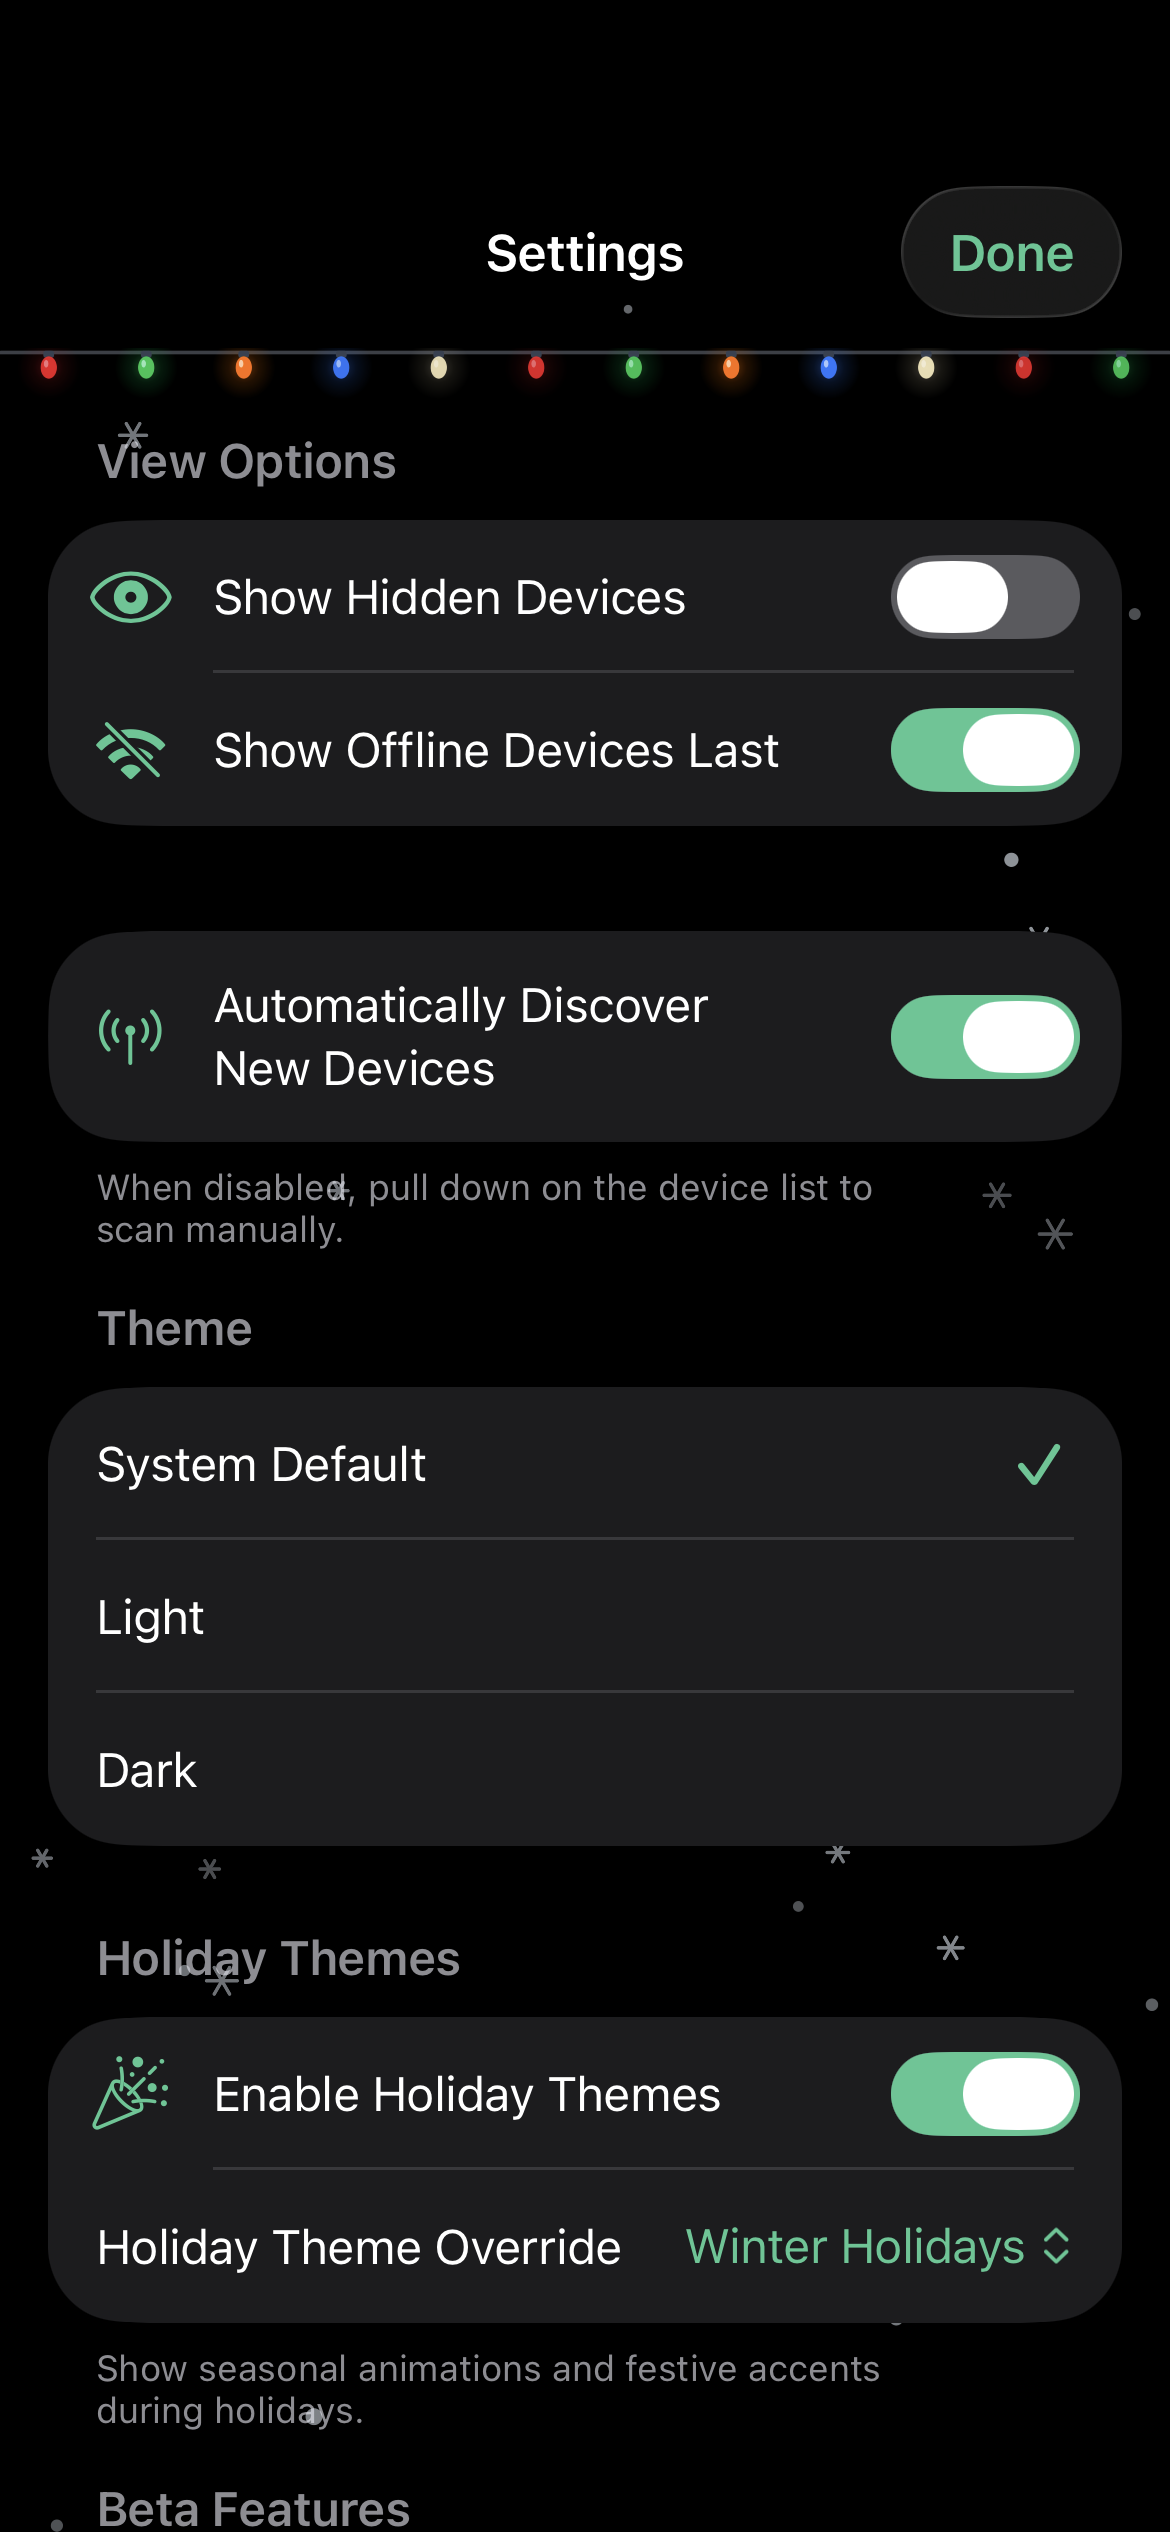 Settings
Done
View Options
Show Hidden Devices
Show Offline Devices Last
Automatically Discover
New Devices
When disabled, pull down on the device list to
scan manually.
Theme
System Default
Light
Dark
Holiday Themes
Enable Holiday Themes
Holiday Theme Override
Winter Holidays
Show seasonal animations and festive accents
during holidays.
Beta Features